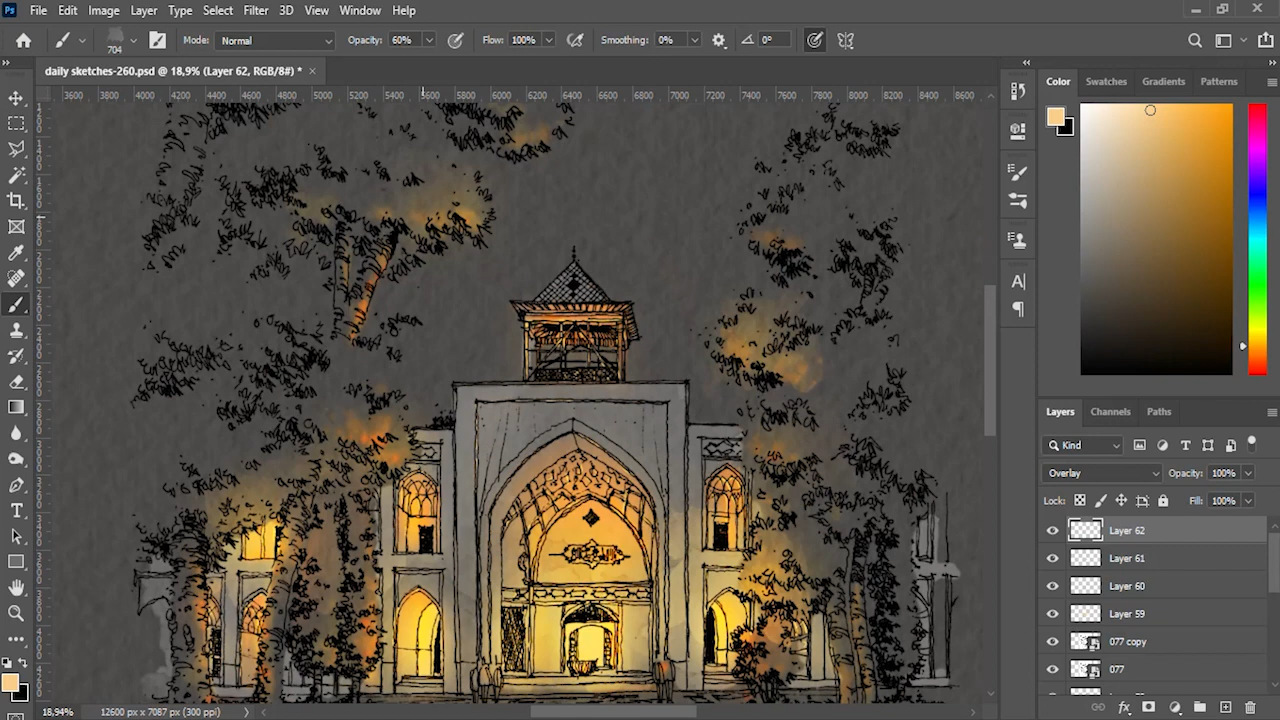 Ps File Edit Image Layer Type Select Filter 3D View Window Help
704 Mode: Normal Opacity: 60% Flow: 100% Smoothing: 0% 0°
daily sketches-260.psd @ 18,9% (Layer 62, RGB/8#) * ×
3600 3800 4000 4200 4400 4600 4800 5000 5200 5400 5600 5800 6000 6200 6400 6600 6800 7000 7200 7400 7600 7800 8000 8200 8400 8600
Color Swatches Gradients Patterns
Layers Channels Paths
Kind
Overlay Opacity: 100%
Lock: Fill: 100%
Layer 62
Layer 61
Layer 60
Layer 59
077 copy
077
18,94% 12600 px x 7087 px (300 ppi)